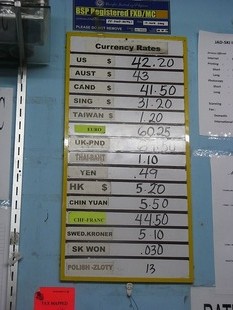 BSP Registered FXD/MC
Currency Rates
US $ 42.20
AUST $ 43
CAND $ 41.50
SING $ 31.20
TAIWAN $ 1.20
EURO 60.25
UK-PND
THAI-BAHT 1.10
YEN .49
HK $ 5.20
CHIN YUAN 5.50
CHF-FRANC 44.50
SWED.KRONER 5.10
SK WON .030
POLISH-ZLOTY 13